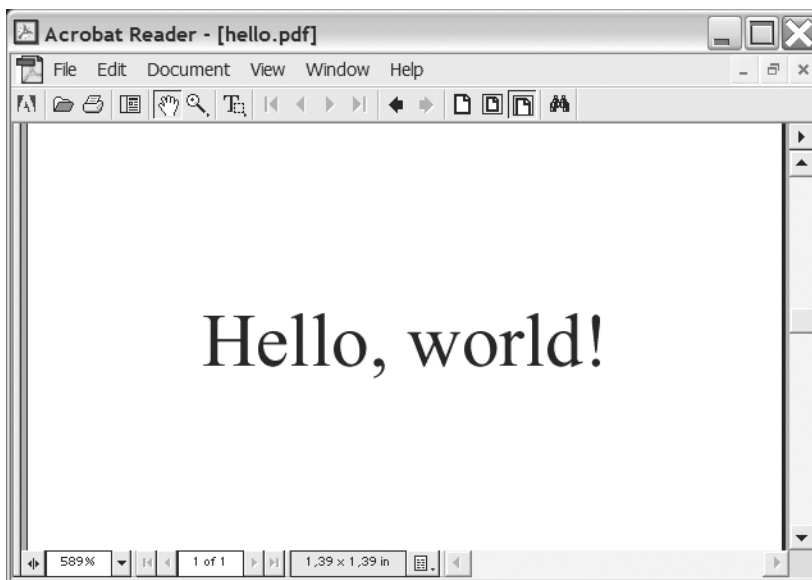 Acrobat Reader - [hello.pdf]
File Edit Document View Window Help
Hello, world!
589% 1 of 1 1,39 x 1,39 in